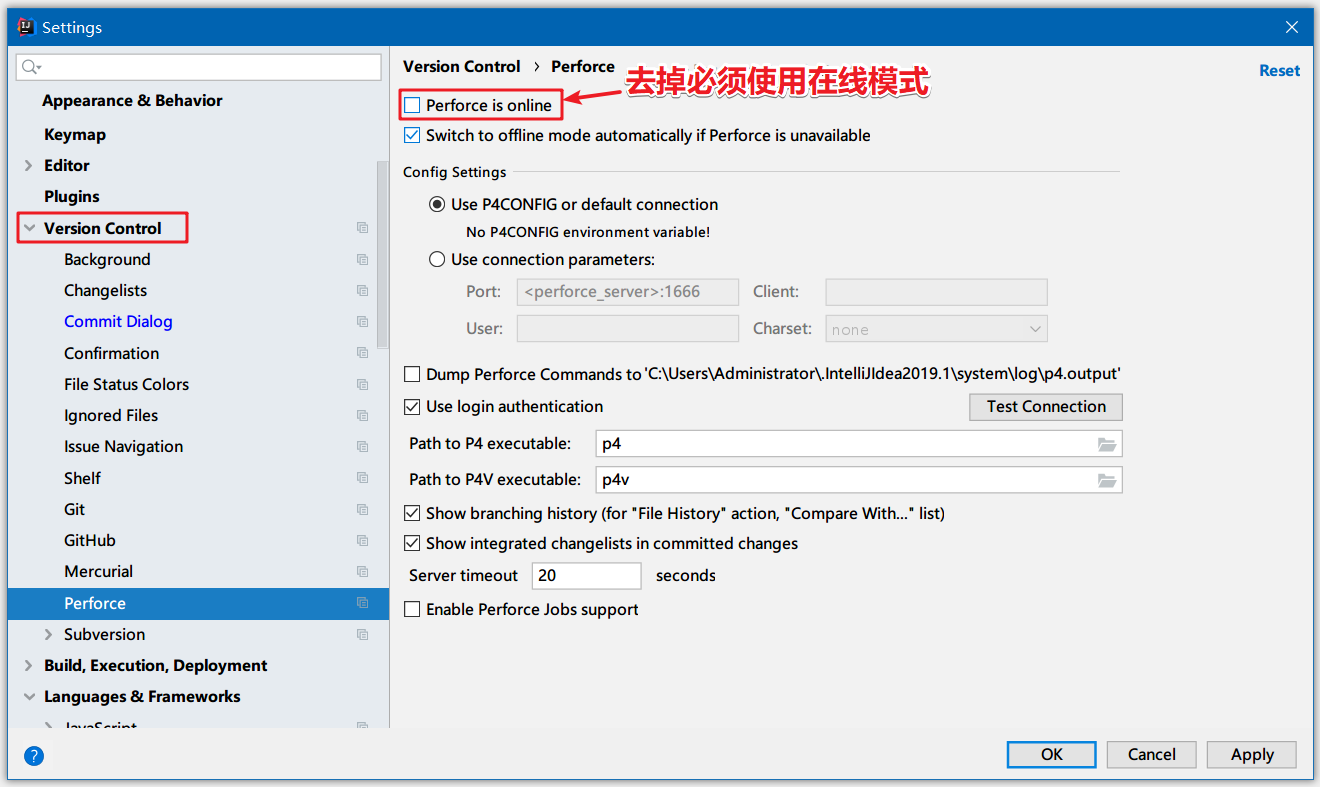 Settings
Version Control › Perforce
Reset
去掉必须使用在线模式
Appearance & Behavior
Keymap
Editor
Plugins
Version Control
Background
Changelists
Commit Dialog
Confirmation
File Status Colors
Ignored Files
Issue Navigation
Shelf
Git
GitHub
Mercurial
Perforce
Subversion
Build, Execution, Deployment
Languages & Frameworks
JavaScript
Perforce is online
Switch to offline mode automatically if Perforce is unavailable
Config Settings
Use P4CONFIG or default connection
No P4CONFIG environment variable!
Use connection parameters:
Port: <perforce_server>:1666 Client:
User: Charset: none
Dump Perforce Commands to 'C:\Users\Administrator\.IntelliJIdea2019.1\system\log\p4.output'
Use login authentication
Test Connection
Path to P4 executable: p4
Path to P4V executable: p4v
Show branching history (for "File History" action, "Compare With..." list)
Show integrated changelists in committed changes
Server timeout 20 seconds
Enable Perforce Jobs support
?
OK Cancel Apply